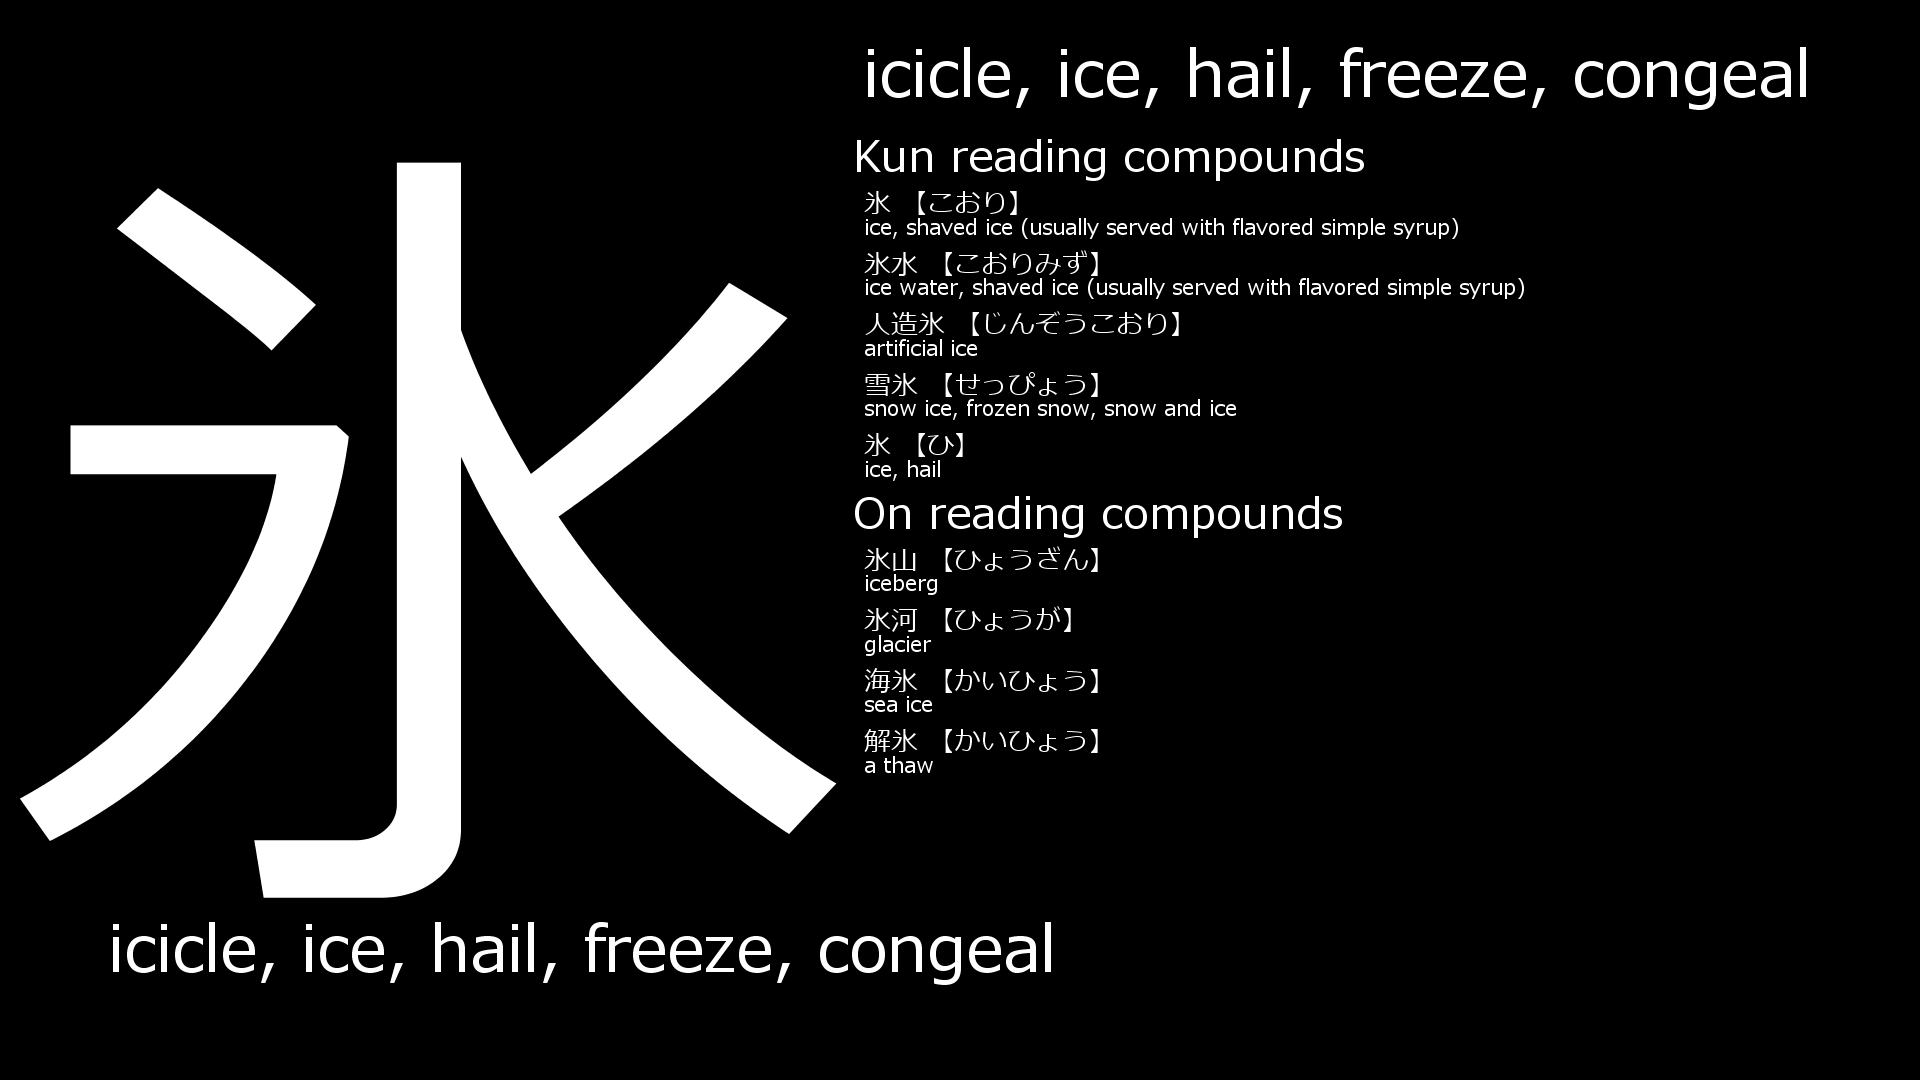 氷
icicle, ice, hail, freeze, congeal
Kun reading compounds
氷 【こおり】
ice, shaved ice (usually served with flavored simple syrup)
氷水 【こおりみず】
ice water, shaved ice (usually served with flavored simple syrup)
人造氷 【じんぞうこおり】
artificial ice
雪氷 【せっぴょう】
snow ice, frozen snow, snow and ice
氷 【ひ】
ice, hail
On reading compounds
氷山 【ひょうざん】
iceberg
氷河 【ひょうが】
glacier
海氷 【かいひょう】
sea ice
解氷 【かいひょう】
a thaw
icicle, ice, hail, freeze, congeal